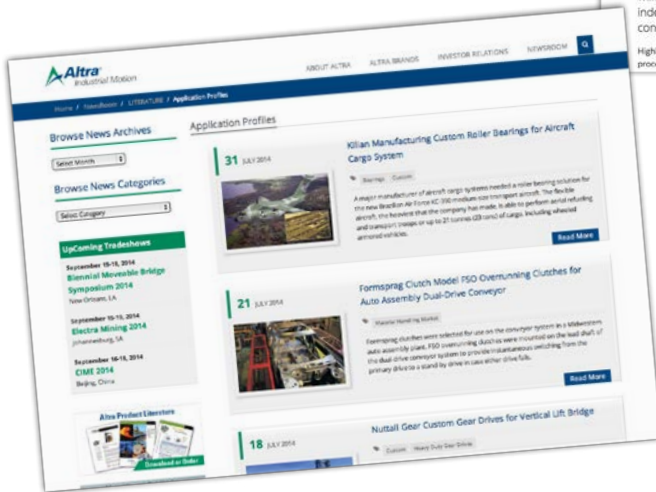 inde
con
Highl
proce
Altra
Industrial Motion
ABOUT ALTRA ALTRA BRANDS INVESTOR RELATIONS NEWSROOM
Home / Newsroom / LITERATURE / Application Profiles
Browse News Archives
Select Month
Browse News Categories
Select Category
UpComing Tradeshows
September 15-18, 2014
Biennial Moveable Bridge
Symposium 2014
New Orleans, LA
September 15-19, 2014
Electra Mining 2014
Johannesburg, SA
September 16-18, 2014
CIME 2014
Beijing, China
Altra Product Literature
Download or Order
Application Profiles
31 JULY 2014
Kilian Manufacturing Custom Roller Bearings for Aircraft
Cargo System
Bearings Custom
A major manufacturer of aircraft cargo systems needed a roller bearing solution for
the new Brazilian Air Force KC-390 medium size transport aircraft. The flexible
aircraft, the heaviest that the company has made, is able to perform aerial refueling
and transport troops or up to 21 tonnes (23 tons) of cargo, including wheeled
armored vehicles.
Read More
21 JULY 2014
Formsprag Clutch Model FSO Overrunning Clutches for
Auto Assembly Dual-Drive Conveyor
Material Handling Market
Formsprag clutches were selected for use on the conveyor system in a Midwestern
auto assembly plant. FSO overrunning clutches were mounted on the lead shaft of
the dual drive conveyor system to provide instantaneous switching from the
primary drive to a stand-by drive in case either drive fails.
Read More
18 JULY 2014
Nuttall Gear Custom Gear Drives for Vertical Lift Bridge
Custom Heavy Duty Gear Drives